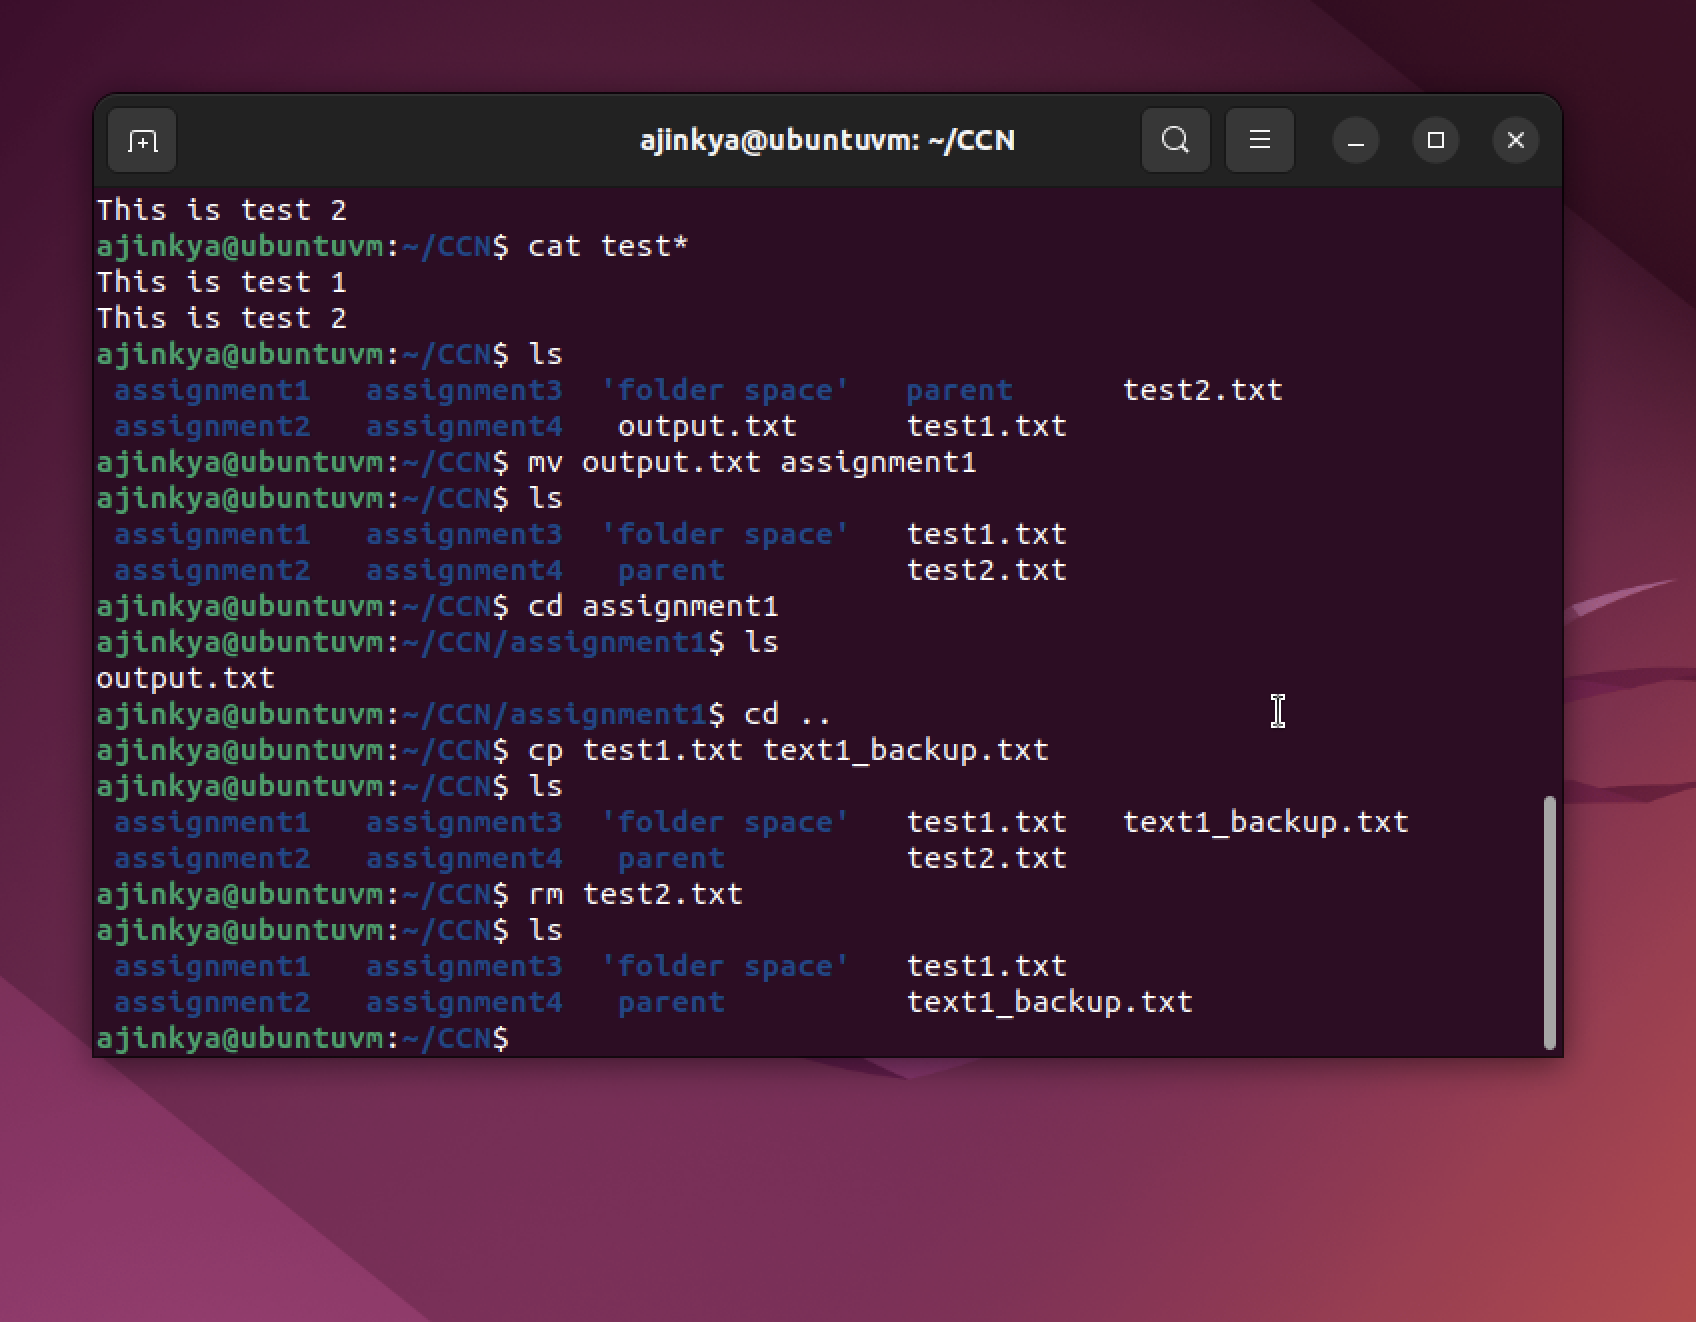 ajinkya@ubuntuvm: ~/CCN
This is test 2
ajinkya@ubuntuvm:~/CCN$ cat test*
This is test 1
This is test 2
ajinkya@ubuntuvm:~/CCN$ ls
 assignment1   assignment3  'folder space'   parent      test2.txt
 assignment2   assignment4   output.txt      test1.txt
ajinkya@ubuntuvm:~/CCN$ mv output.txt assignment1
ajinkya@ubuntuvm:~/CCN$ ls
 assignment1   assignment3  'folder space'   test1.txt
 assignment2   assignment4   parent          test2.txt
ajinkya@ubuntuvm:~/CCN$ cd assignment1
ajinkya@ubuntuvm:~/CCN/assignment1$ ls
output.txt
ajinkya@ubuntuvm:~/CCN/assignment1$ cd ..
ajinkya@ubuntuvm:~/CCN$ cp test1.txt text1_backup.txt
ajinkya@ubuntuvm:~/CCN$ ls
 assignment1   assignment3  'folder space'   test1.txt   text1_backup.txt
 assignment2   assignment4   parent          test2.txt
ajinkya@ubuntuvm:~/CCN$ rm test2.txt
ajinkya@ubuntuvm:~/CCN$ ls
 assignment1   assignment3  'folder space'   test1.txt
 assignment2   assignment4   parent          text1_backup.txt
ajinkya@ubuntuvm:~/CCN$